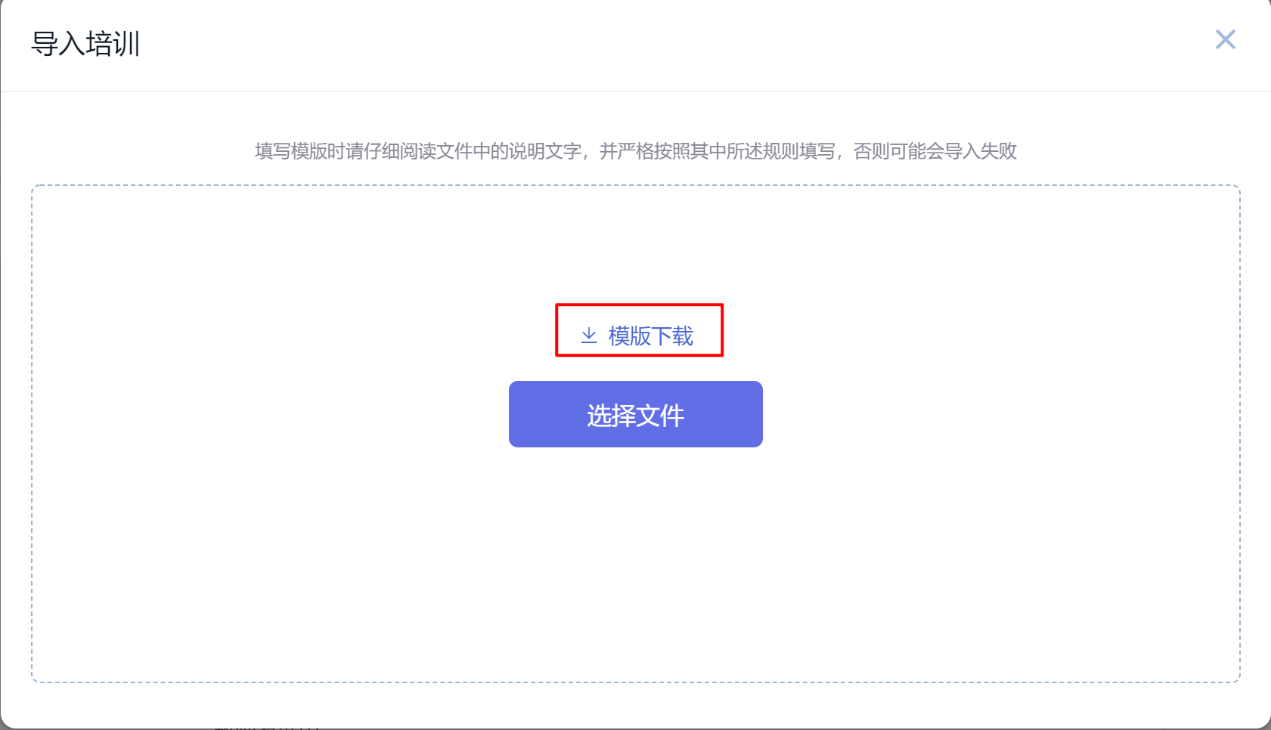 导入培训
填写模版时请仔细阅读文件中的说明文字，并严格按照其中所述规则填写，否则可能会导入失败
模版下载
选择文件